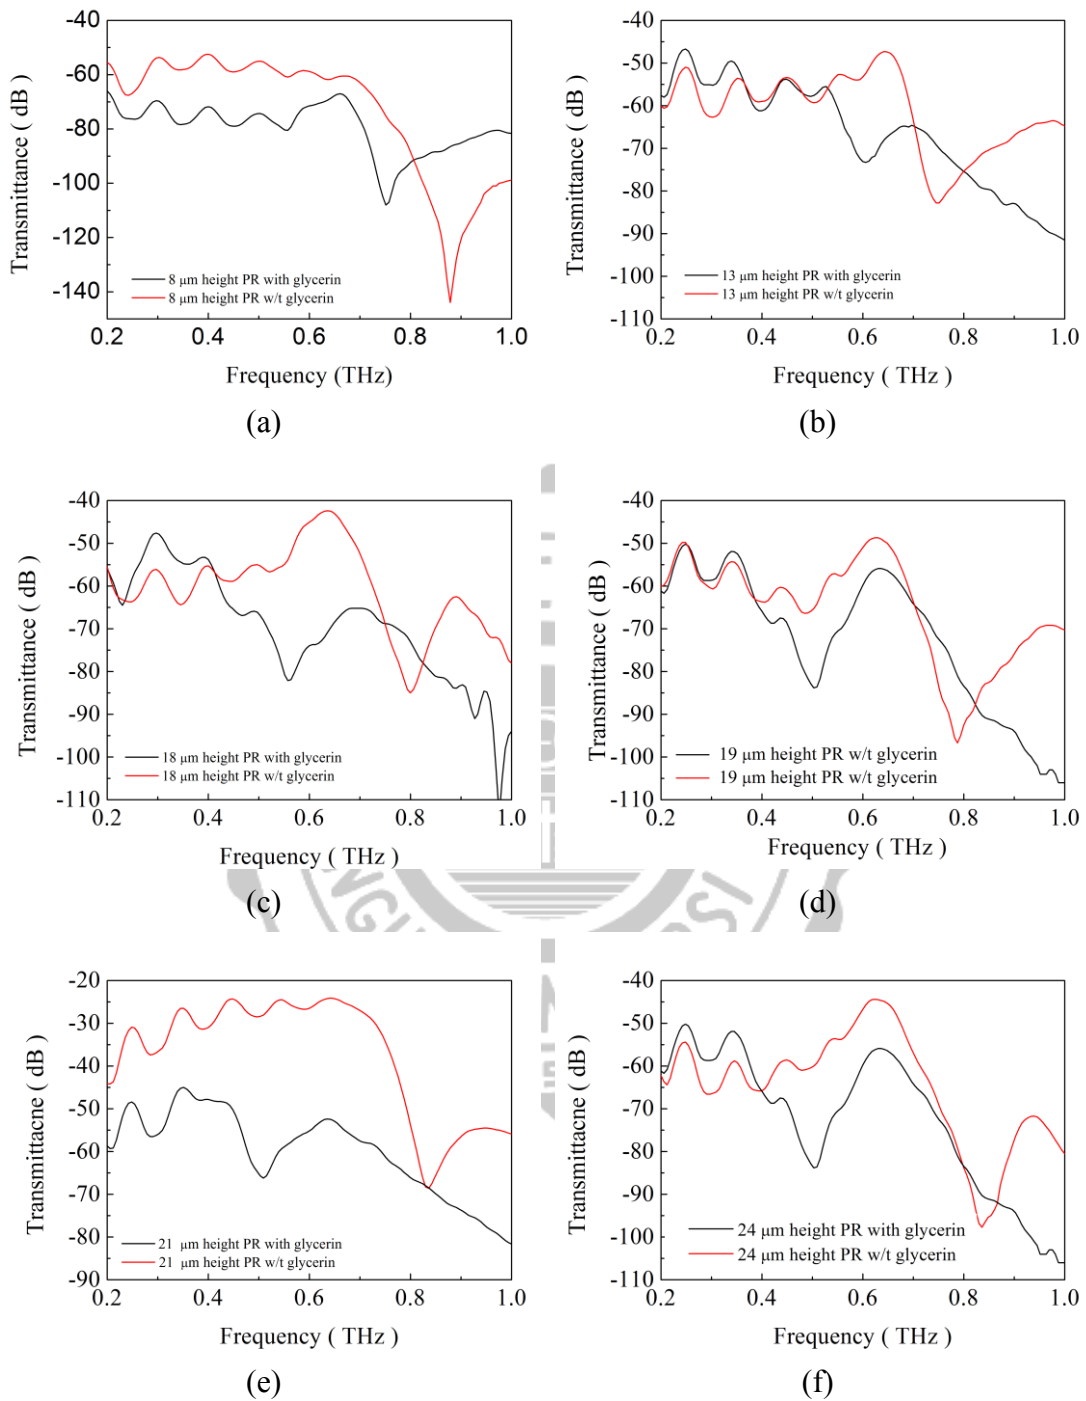 -40
-60
-80
-100
-120
-140
Transmittance ( dB )
8 μm height PR with glycerin
8 μm height PR w/t glycerin
0.2 0.4 0.6 0.8 1.0
Frequency (THz)
(a)
-40
-50
-60
-70
-80
-90
-100
-110
Transmittance ( dB )
13 μm height PR with glycerin
13 μm height PR w/t glycerin
0.2 0.4 0.6 0.8 1.0
Frequency ( THz )
(b)
-40
-50
-60
-70
-80
-90
-100
-110
Transmittance ( dB )
18 μm height PR with glycerin
18 μm height PR w/t glycerin
0.2 0.4 0.6 0.8 1.0
Frequency ( THz )
(c)
-40
-50
-60
-70
-80
-90
-100
-110
Transmittance ( dB )
19 μm height PR w/t glycerin
19 μm height PR w/t glycerin
0.2 0.4 0.6 0.8 1.0
Frequency ( THz )
(d)
-20
-30
-40
-50
-60
-70
-80
-90
Transmittacne ( dB )
21 μm height PR with glycerin
21 μm height PR w/t glycerin
0.2 0.4 0.6 0.8 1.0
Frequency ( THz )
(e)
-40
-50
-60
-70
-80
-90
-100
-110
Transmittacne ( dB )
24 μm height PR with glycerin
24 μm height PR w/t glycerin
0.2 0.4 0.6 0.8 1.0
Frequency ( THz )
(f)